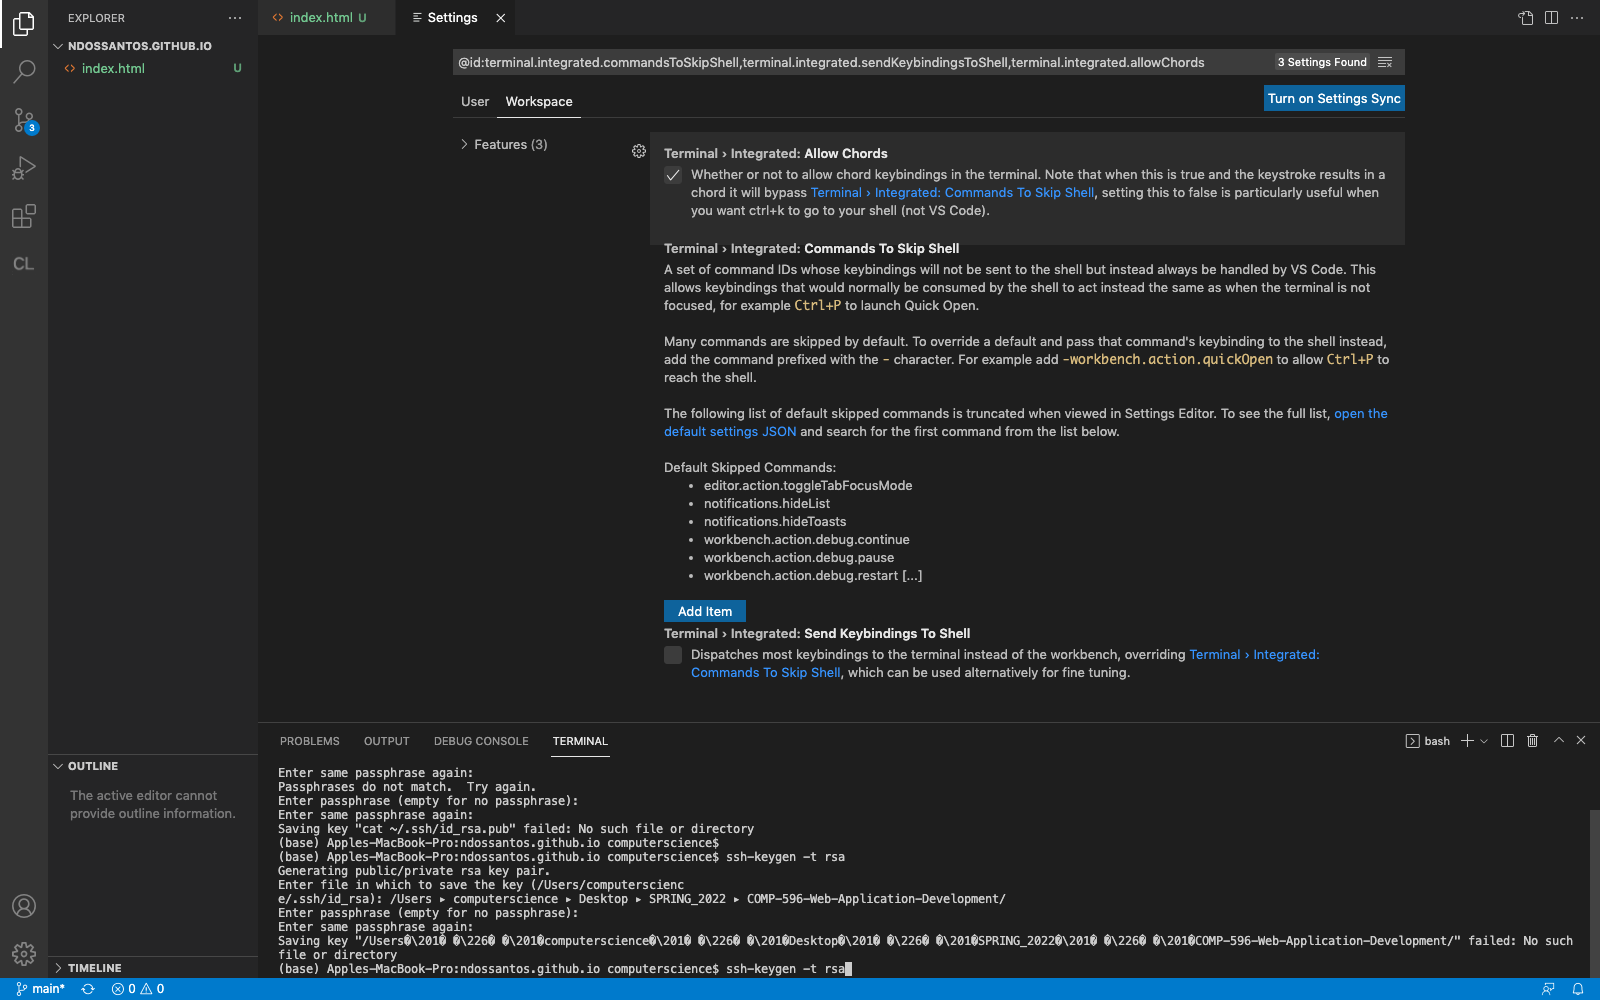 EXPLORER
NDOSSANTOS.GITHUB.IO
index.html U
3
CL
OUTLINE
The active editor cannot
provide outline information.
TIMELINE
index.html U
Settings
@id:terminal.integrated.commandsToSkipShell,terminal.integrated.sendKeybindingsToShell,terminal.integrated.allowChords
3 Settings Found
User Workspace
Turn on Settings Sync
Features (3)
Terminal › Integrated: Allow Chords
Whether or not to allow chord keybindings in the terminal. Note that when this is true and the keystroke results in a
chord it will bypass Terminal › Integrated: Commands To Skip Shell, setting this to false is particularly useful when
you want ctrl+k to go to your shell (not VS Code).
Terminal › Integrated: Commands To Skip Shell
A set of command IDs whose keybindings will not be sent to the shell but instead always be handled by VS Code. This
allows keybindings that would normally be consumed by the shell to act instead the same as when the terminal is not
focused, for example Ctrl+P to launch Quick Open.
Many commands are skipped by default. To override a default and pass that command's keybinding to the shell instead,
add the command prefixed with the - character. For example add -workbench.action.quickOpen to allow Ctrl+P to
reach the shell.
The following list of default skipped commands is truncated when viewed in Settings Editor. To see the full list, open the
default settings JSON and search for the first command from the list below.
Default Skipped Commands:
• editor.action.toggleTabFocusMode
• notifications.hideList
• notifications.hideToasts
• workbench.action.debug.continue
• workbench.action.debug.pause
• workbench.action.debug.restart [...]
Add Item
Terminal › Integrated: Send Keybindings To Shell
Dispatches most keybindings to the terminal instead of the workbench, overriding Terminal › Integrated:
Commands To Skip Shell, which can be used alternatively for fine tuning.
PROBLEMS OUTPUT DEBUG CONSOLE TERMINAL
bash
Enter same passphrase again:
Passphrases do not match.  Try again.
Enter passphrase (empty for no passphrase):
Enter same passphrase again:
Saving key "cat ~/.ssh/id_rsa.pub" failed: No such file or directory
(base) Apples-MacBook-Pro:ndossantos.github.io computerscience$
(base) Apples-MacBook-Pro:ndossantos.github.io computerscience$ ssh-keygen -t rsa
Generating public/private rsa key pair.
Enter file in which to save the key (/Users/computerscienc
e/.ssh/id_rsa): /Users ▸ computerscience ▸ Desktop ▸ SPRING_2022 ▸ COMP-596-Web-Application-Development/
Enter passphrase (empty for no passphrase):
Enter same passphrase again:
Saving key "/Users�\201� �\226� �\201�computerscience�\201� �\226� �\201�Desktop�\201� �\226� �\201�SPRING_2022�\201� �\226� �\201�COMP-596-Web-Application-Development/" failed: No such
file or directory
(base) Apples-MacBook-Pro:ndossantos.github.io computerscience$ ssh-keygen -t rsa
main* 0 0